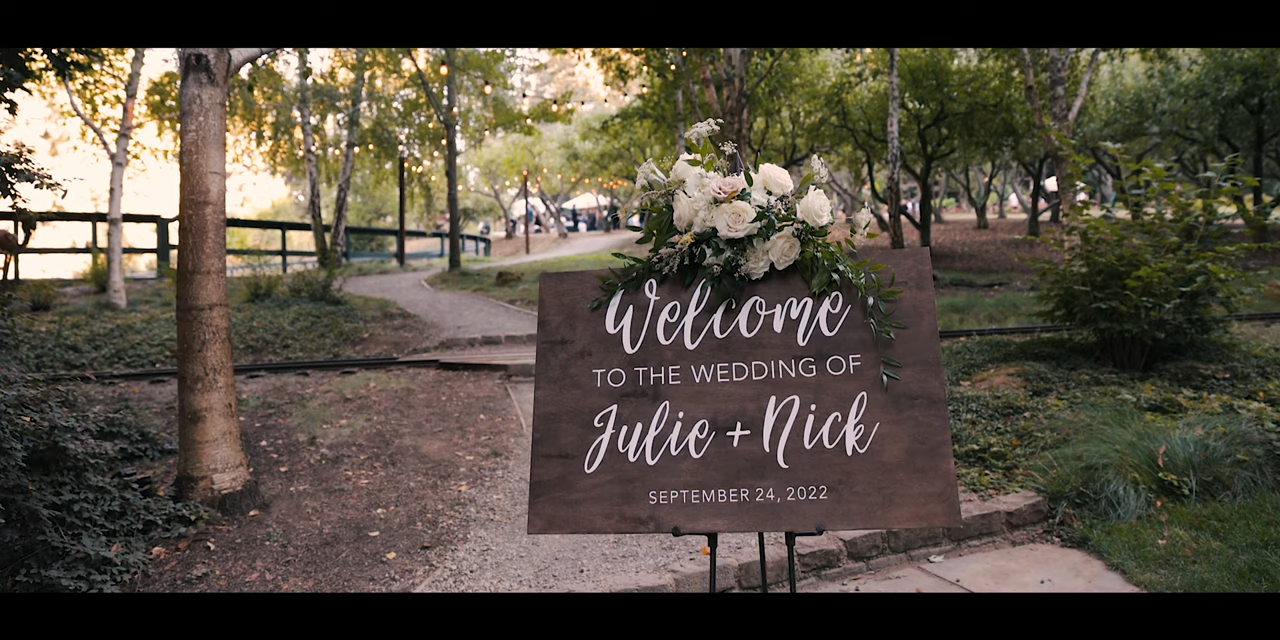 Welcome
TO THE WEDDING OF
Julie + Nick
SEPTEMBER 24, 2022